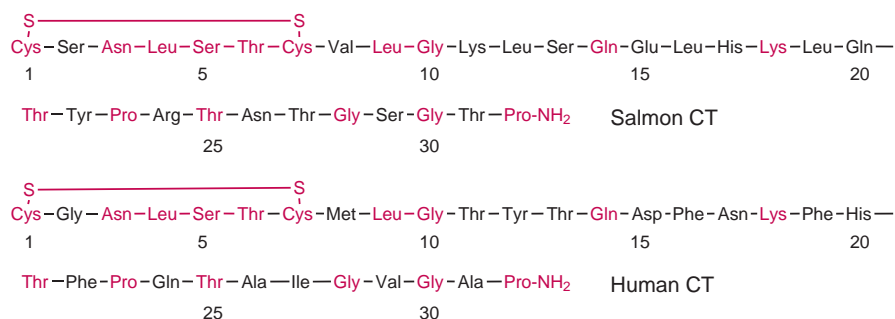 S S
Cys–Ser–Asn–Leu–Ser–Thr–Cys–Val–Leu–Gly–Lys–Leu–Ser–Gln–Glu–Leu–His–Lys–Leu–Gln–
1 5 10 15 20
Thr–Tyr–Pro–Arg–Thr–Asn–Thr–Gly–Ser–Gly–Thr–Pro-NH₂ Salmon CT
25 30
S S
Cys–Gly–Asn–Leu–Ser–Thr–Cys–Met–Leu–Gly–Thr–Tyr–Thr–Gln–Asp–Phe–Asn–Lys–Phe–His–
1 5 10 15 20
Thr–Phe–Pro–Gln–Thr–Ala–Ile–Gly–Val–Gly–Ala–Pro-NH₂ Human CT
25 30